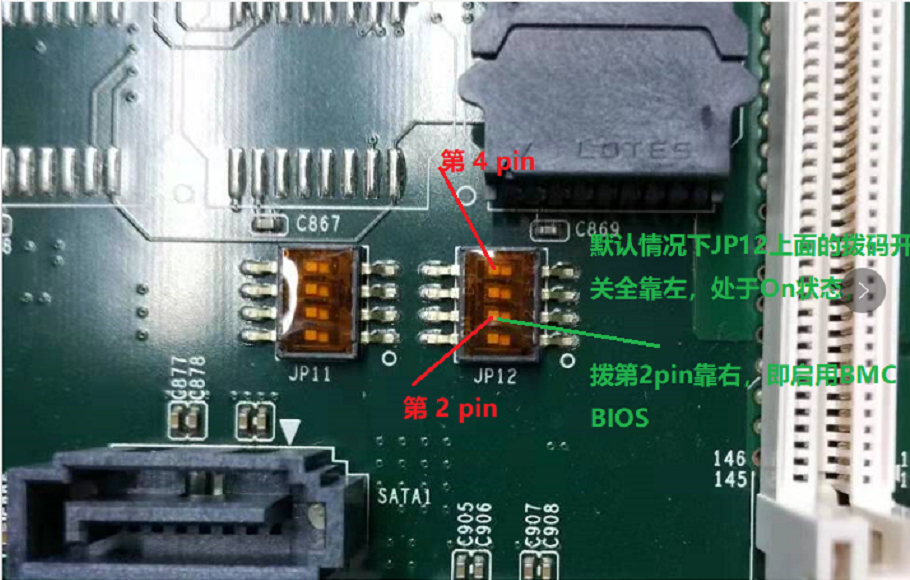 LOTES
第 4 pin
C867
C869
默认情况下JP12上面的拨码开
关全靠左，处于On状态
JP11
JP12
拨第2pin靠右，即启用BMC
BIOS
第 2 pin
C877
C878
146
145
SATA1
C905
C906
C907
C908